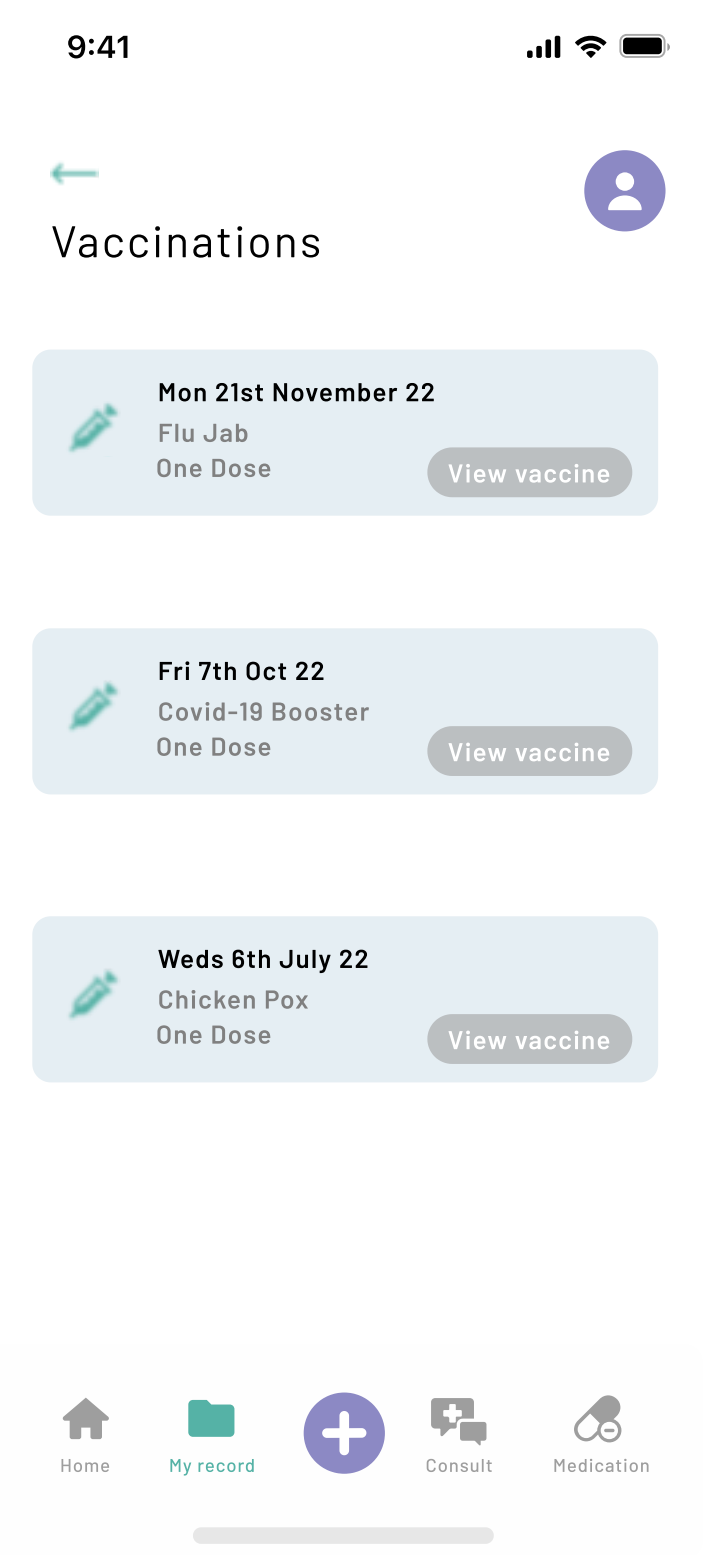 9:41
Vaccinations
Mon 21st November 22
Flu Jab
One Dose
View vaccine
Fri 7th Oct 22
Covid-19 Booster
One Dose
View vaccine
Weds 6th July 22
Chicken Pox
One Dose
View vaccine
Home My record Consult Medication